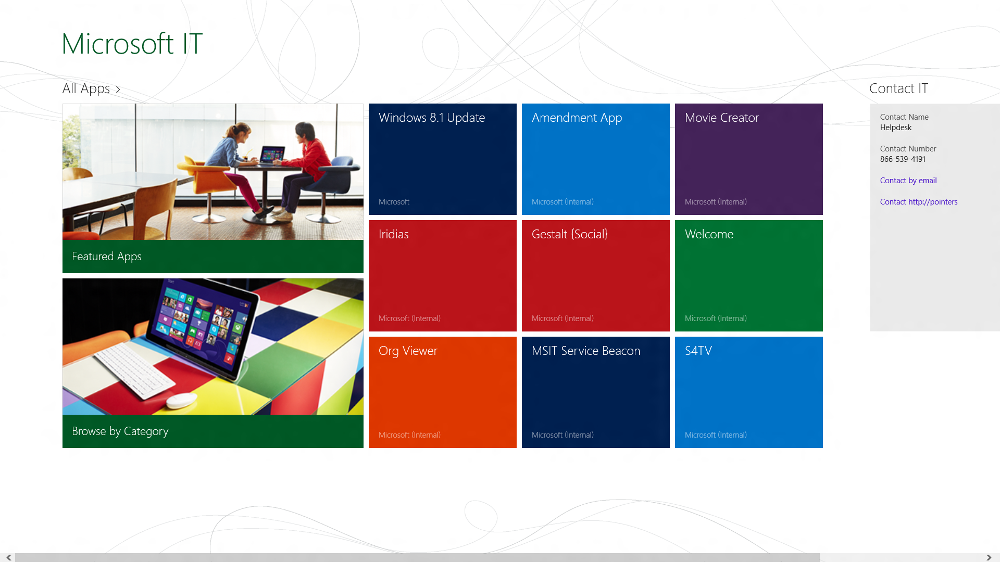 Microsoft IT
All Apps
Contact IT
Featured Apps
Browse by Category
Windows 8.1 Update
Microsoft
Amendment App
Microsoft (Internal)
Movie Creator
Microsoft (Internal)
Iridias
Microsoft (Internal)
Gestalt {Social}
Microsoft (Internal)
Welcome
Microsoft (Internal)
Org Viewer
Microsoft (Internal)
MSIT Service Beacon
Microsoft (Internal)
S4TV
Microsoft (Internal)
Contact Name
Helpdesk
Contact Number
866-539-4191
Contact by email
Contact http://pointers
Start